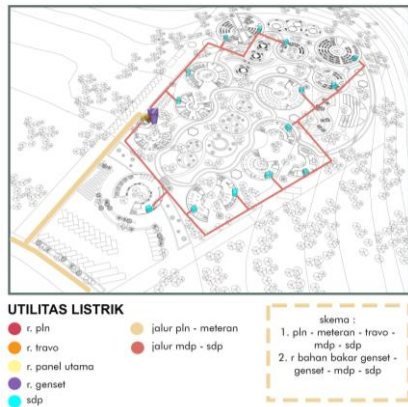 UTILITAS LISTRIK
r. pln
r. travo
r. panel utama
r. genset
sdp
jalur pln - meteran
jalur mdp - sdp
skema :
1. pln - meteran - travo -
mdp - sdp
2. r bahan bakar genset -
genset - mdp - sdp